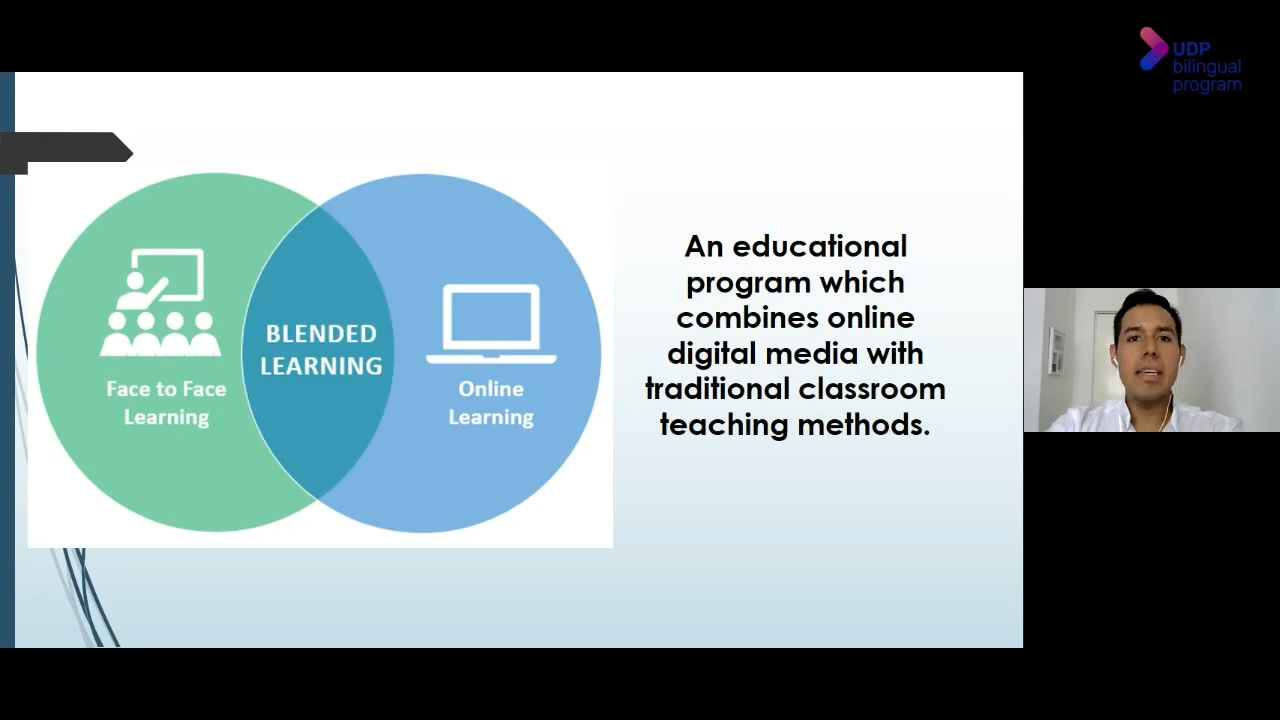 UDP
bilingual
program
BLENDED
LEARNING
Face to Face
Learning
Online
Learning
An educational
program which
combines online
digital media with
traditional classroom
teaching methods.